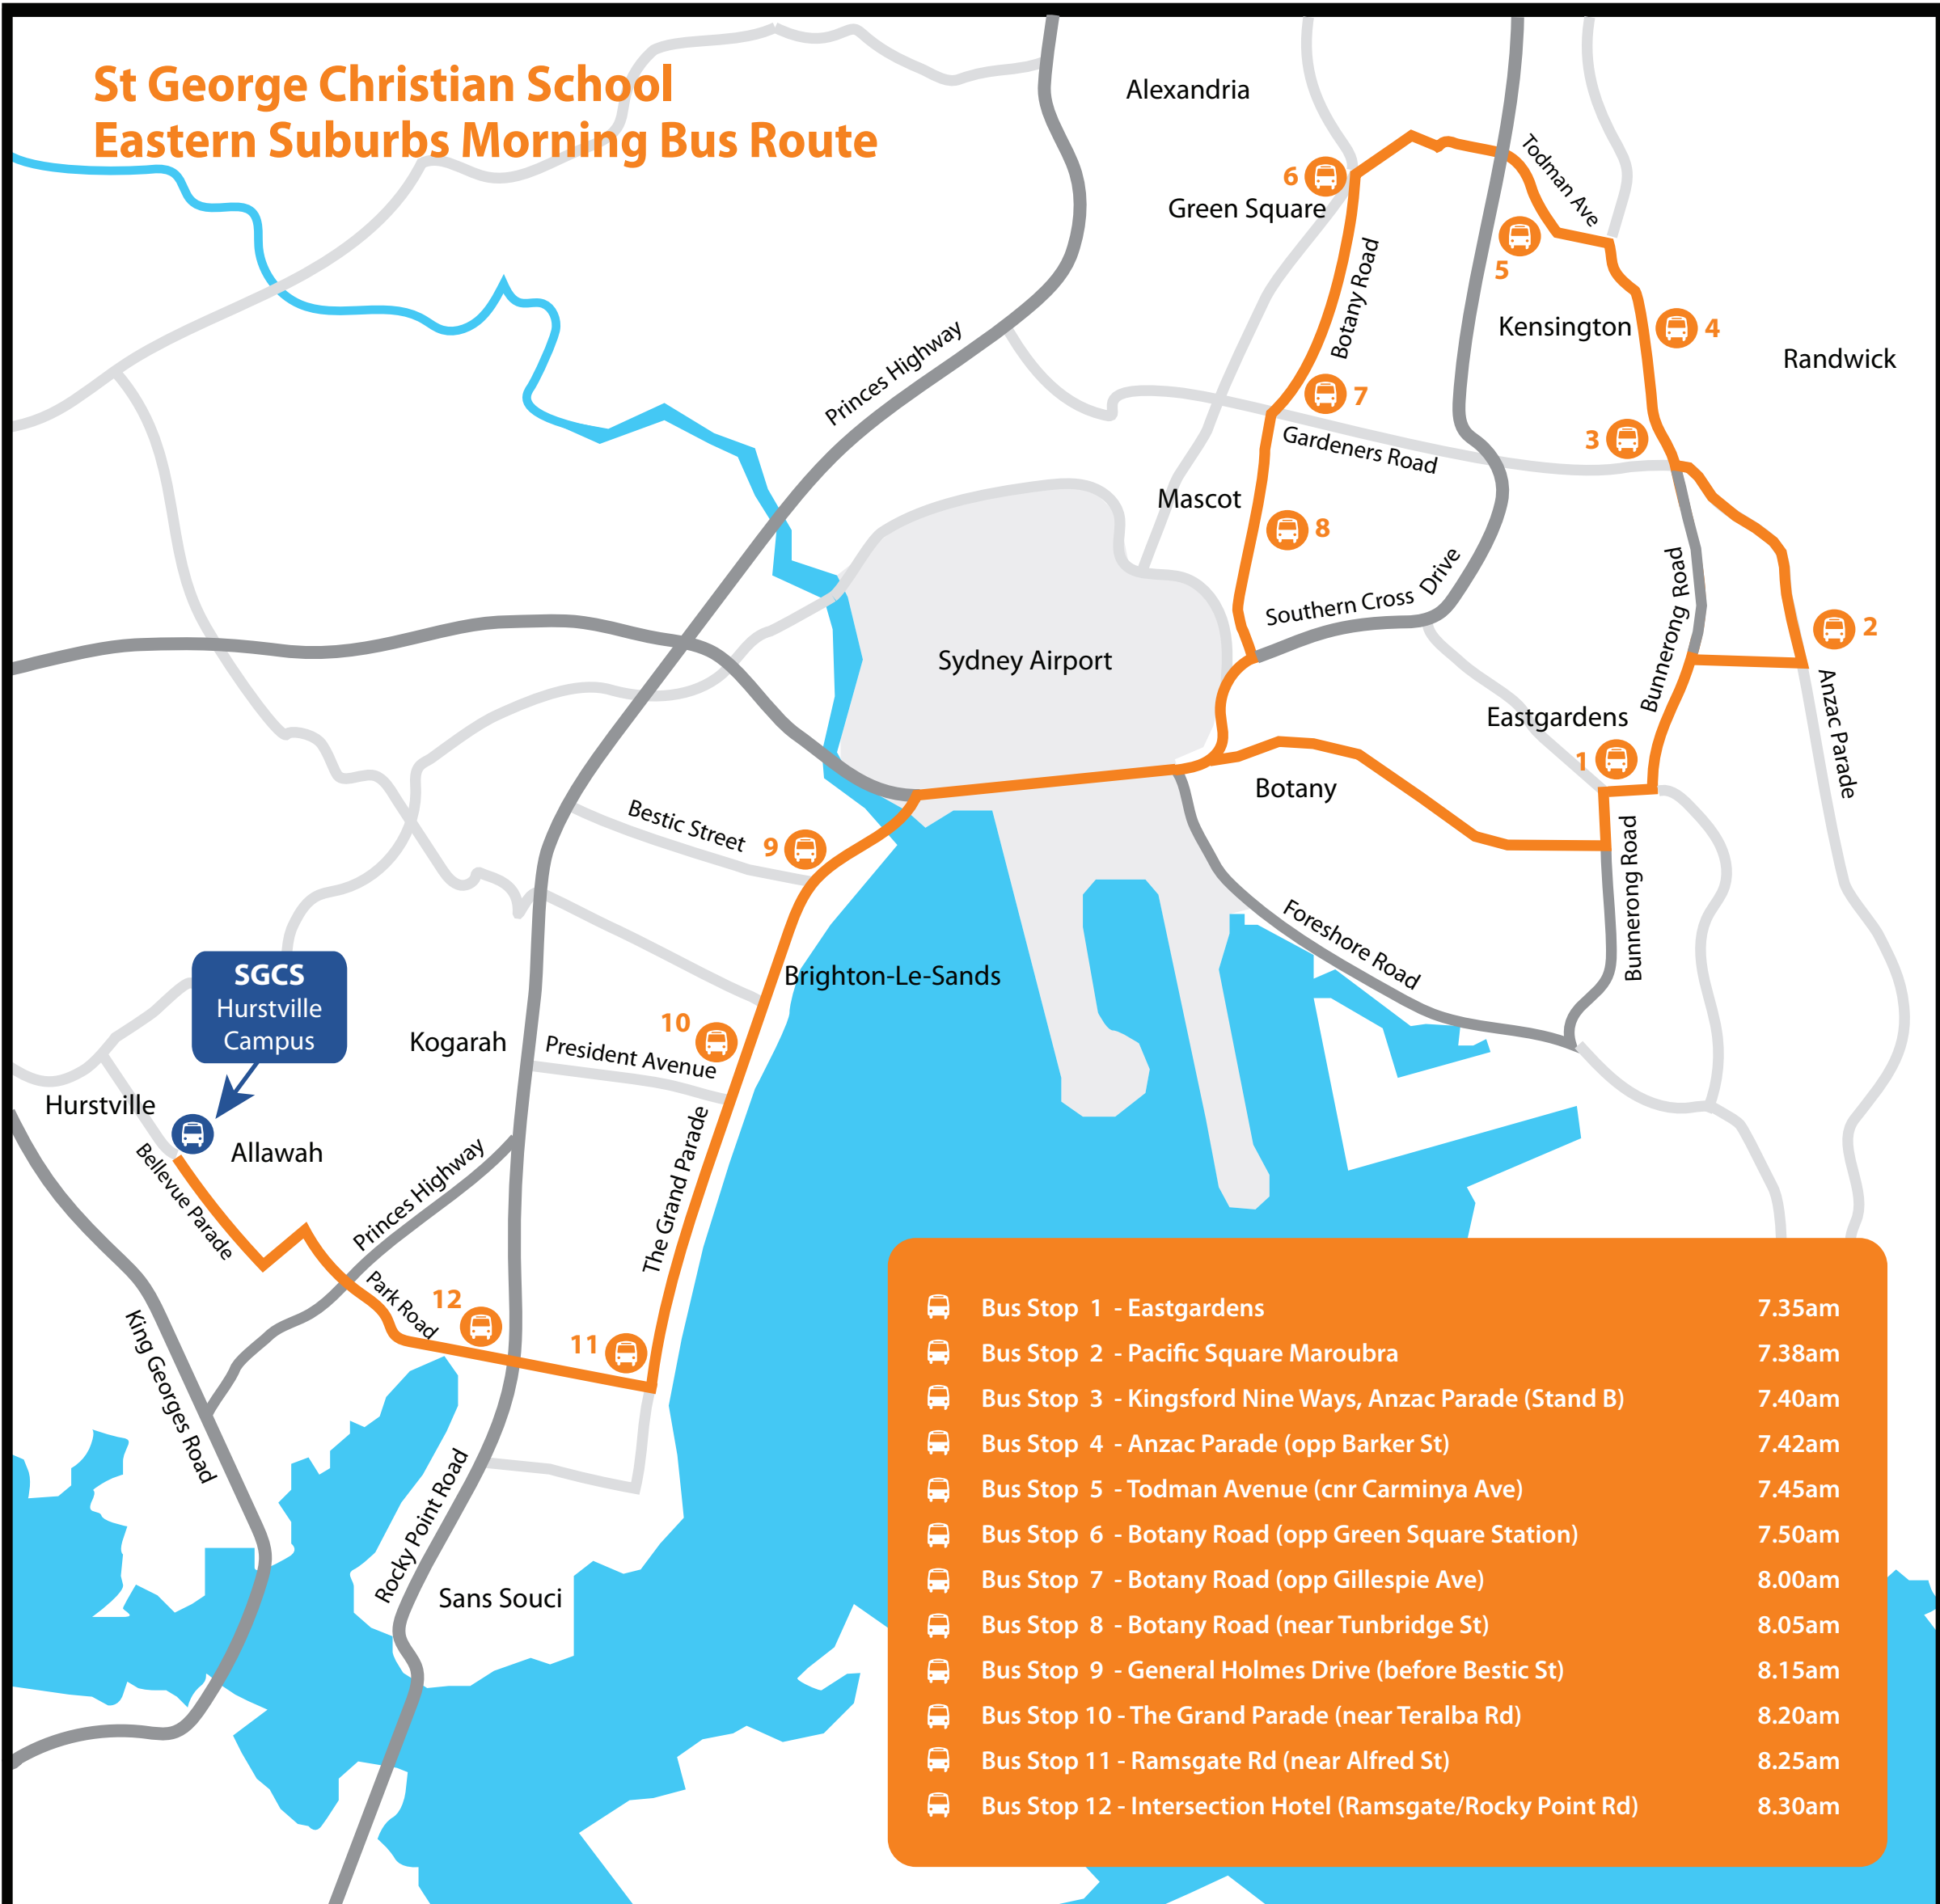 St George Christian School
Eastern Suburbs Morning Bus Route
Alexandria
Todman Ave
6
Green Square
5
Botany Road
Kensington
4
Randwick
Princes Highway
7
3
Gardeners Road
Mascot
8
Drive
Southern Cross
Bunnerong Road
2
Sydney Airport
Anzac Parade
Eastgardens
1
Botany
Bestic Street
9
Bunnerong Road
Foreshore Road
SGCS
Hurstville
Campus
Brighton-Le-Sands
10
Kogarah
President Avenue
Hurstville
Allawah
Bellevue Parade
Princes Highway
The Grand Parade
Park Road
12
11
King Georges Road
Rocky Point Road
Sans Souci
Bus Stop 1 - Eastgardens 7.35am
Bus Stop 2 - Pacific Square Maroubra 7.38am
Bus Stop 3 - Kingsford Nine Ways, Anzac Parade (Stand B) 7.40am
Bus Stop 4 - Anzac Parade (opp Barker St) 7.42am
Bus Stop 5 - Todman Avenue (cnr Carminya Ave) 7.45am
Bus Stop 6 - Botany Road (opp Green Square Station) 7.50am
Bus Stop 7 - Botany Road (opp Gillespie Ave) 8.00am
Bus Stop 8 - Botany Road (near Tunbridge St) 8.05am
Bus Stop 9 - General Holmes Drive (before Bestic St) 8.15am
Bus Stop 10 - The Grand Parade (near Teralba Rd) 8.20am
Bus Stop 11 - Ramsgate Rd (near Alfred St) 8.25am
Bus Stop 12 - Intersection Hotel (Ramsgate/Rocky Point Rd) 8.30am